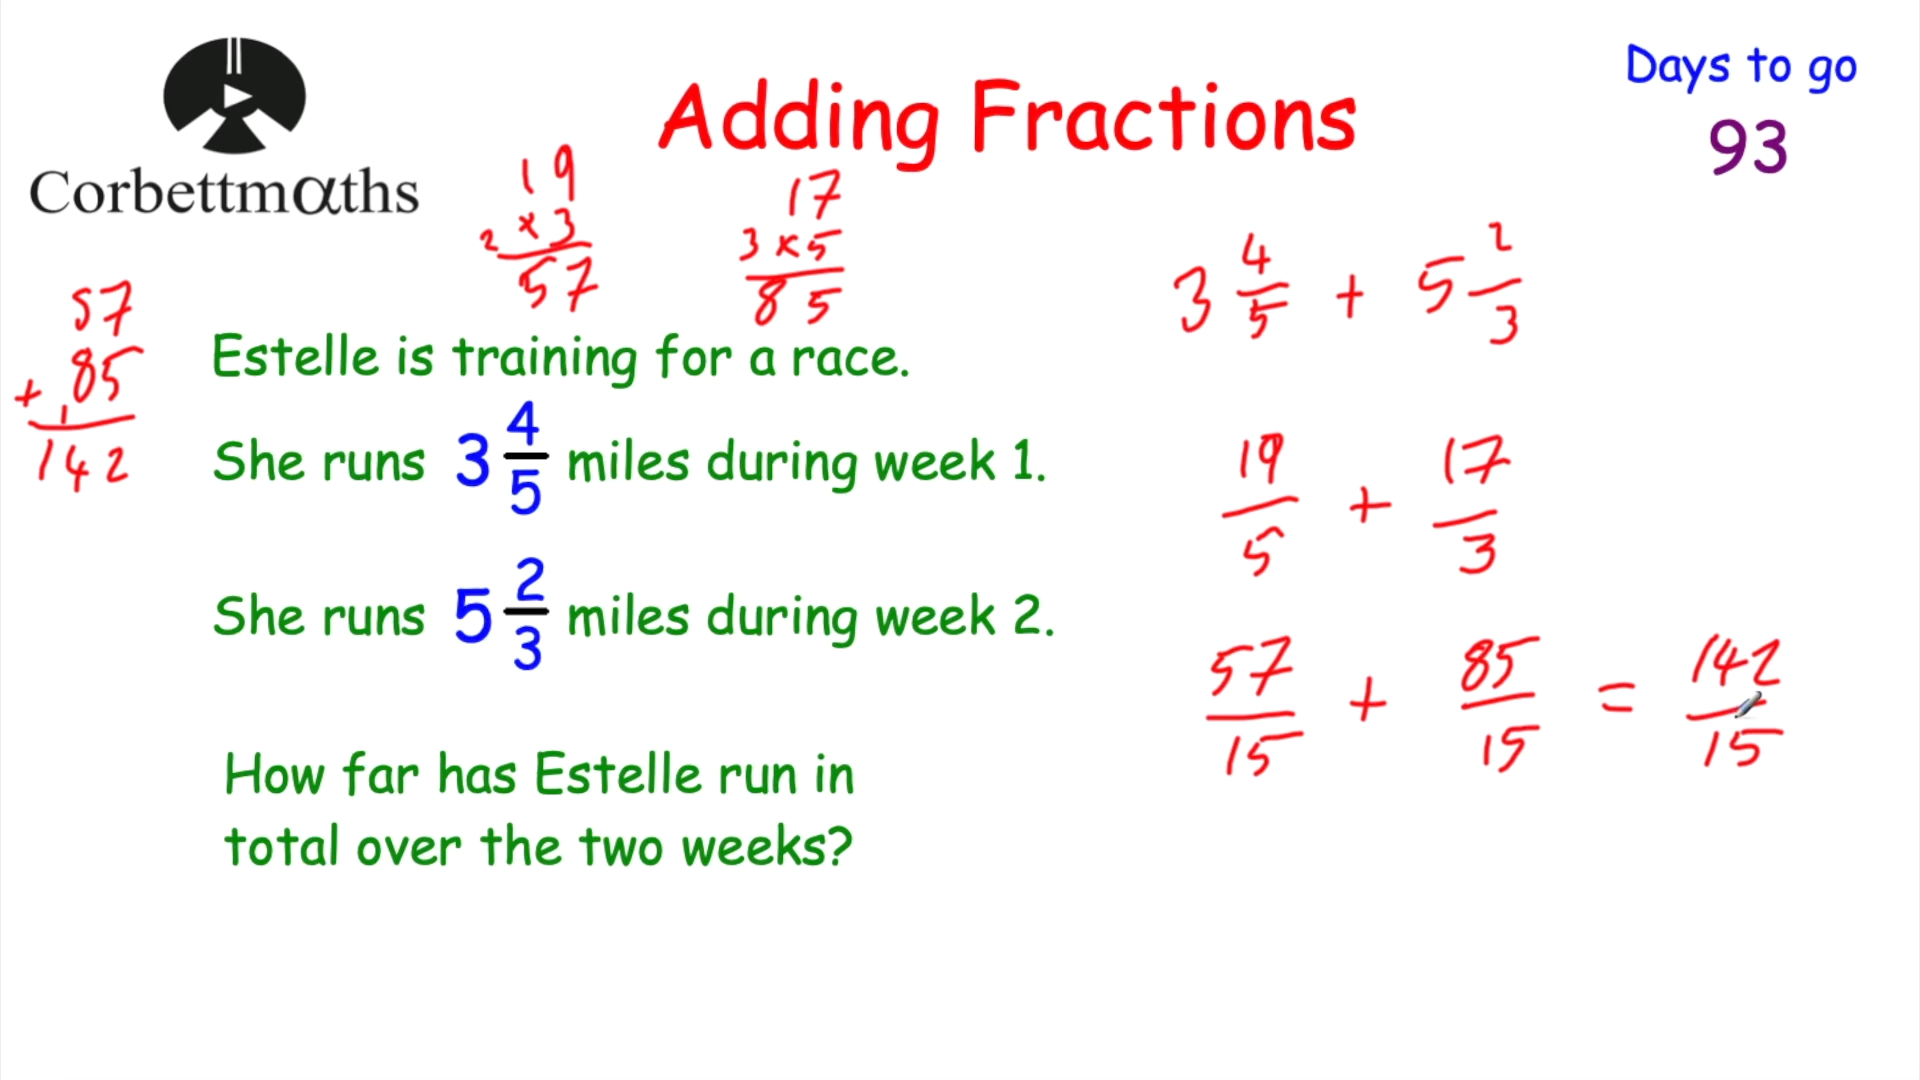 Corbettmαths
Adding Fractions
Days to go
93
19
2 × 3
57
17
3 × 5
85
57
+ 85
1
142
Estelle is training for a race.
She runs 3 4/5 miles during week 1.
She runs 5 2/3 miles during week 2.
How far has Estelle run in
total over the two weeks?
3 4/5 + 5 2/3
19/5 + 17/3
57/15 + 85/15 = 142/15